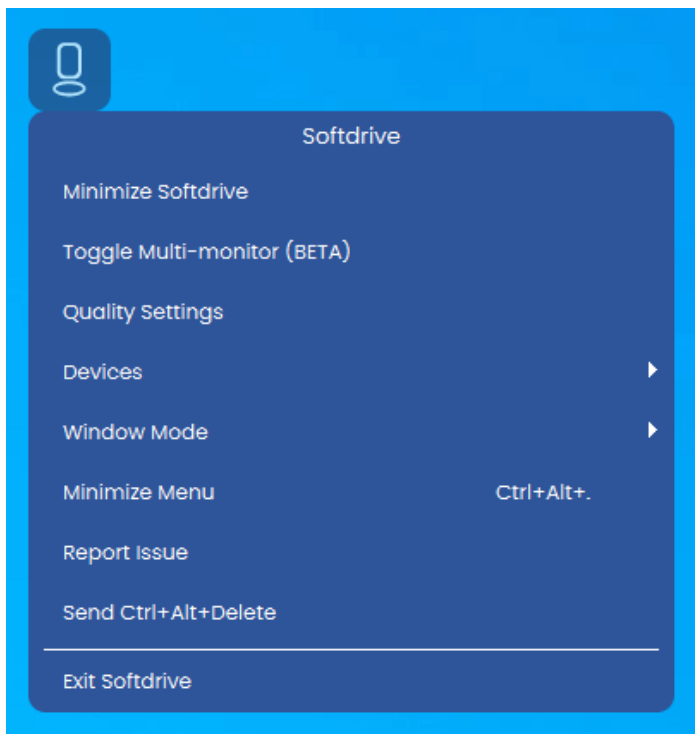 Softdrive
Minimize Softdrive
Toggle Multi-monitor (BETA)
Quality Settings
Devices
Window Mode
Minimize Menu Ctrl+Alt+.
Report Issue
Send Ctrl+Alt+Delete
Exit Softdrive